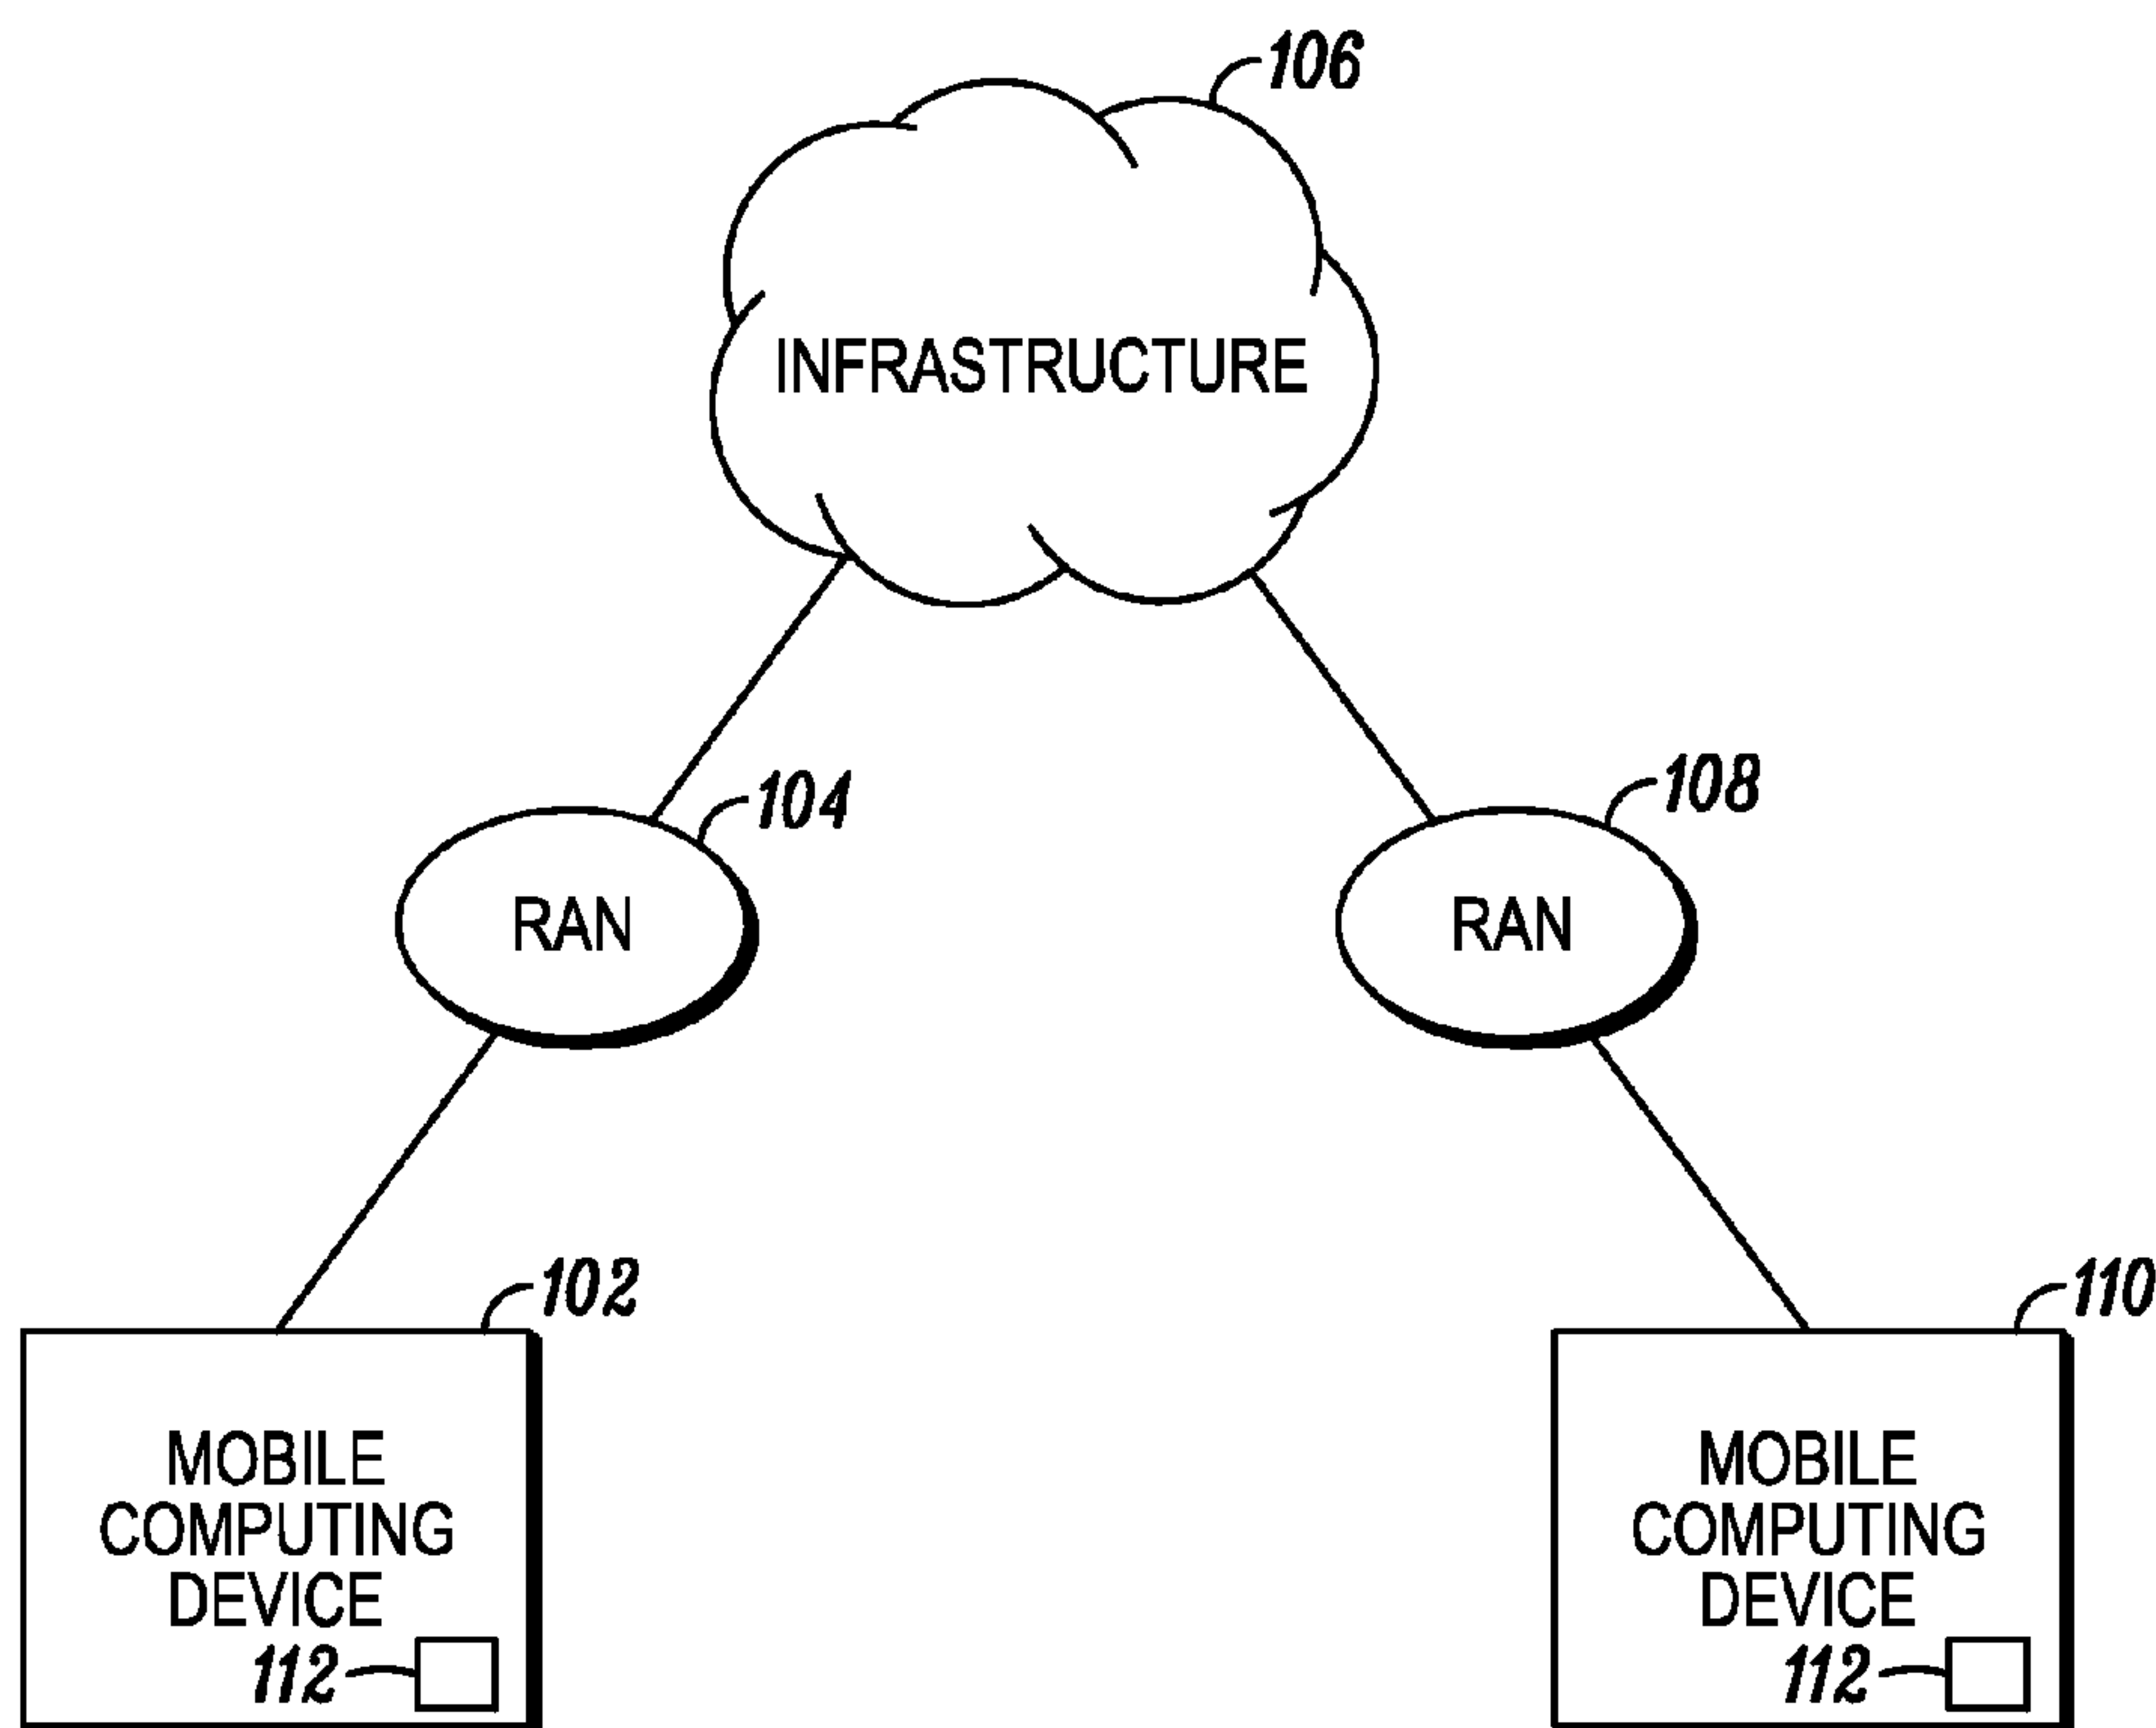 106
INFRASTRUCTURE
104
108
RAN
RAN
102
110
MOBILE
COMPUTING
DEVICE
112
MOBILE
COMPUTING
DEVICE
112